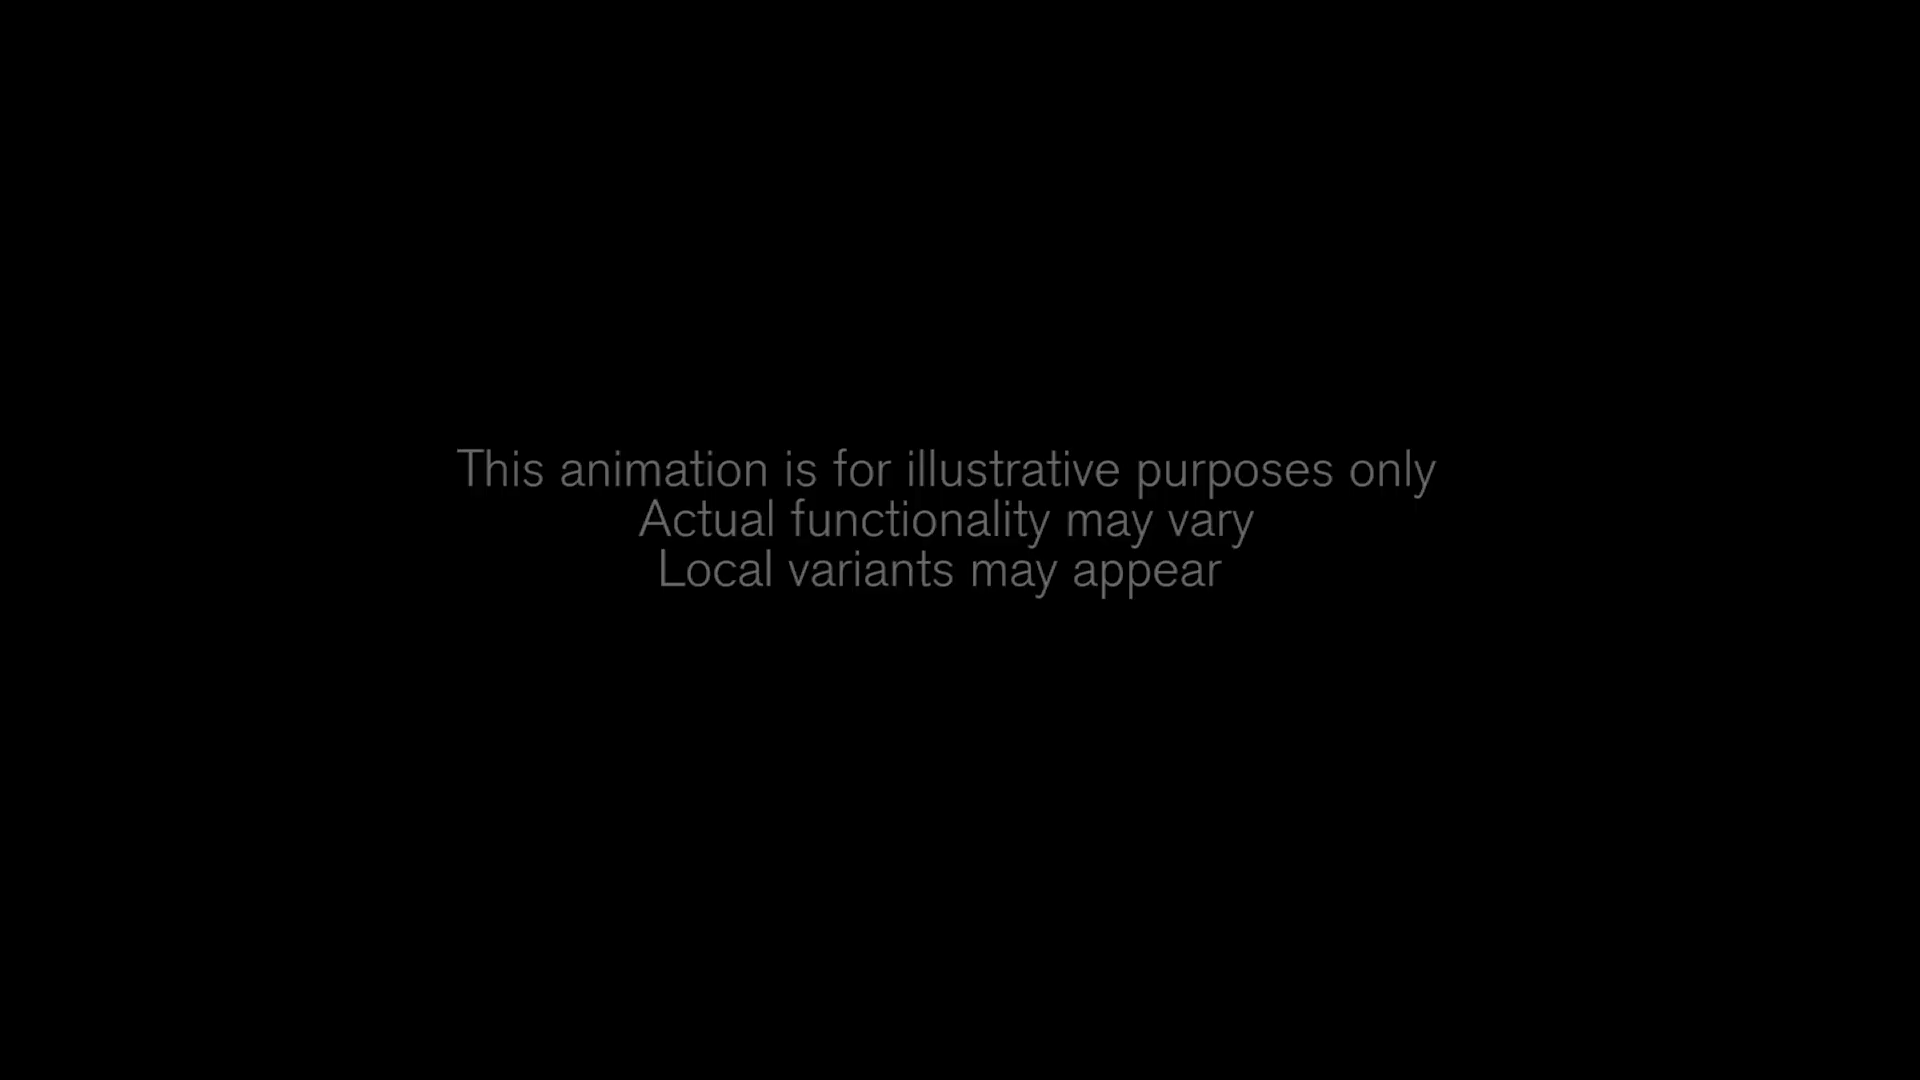 This animation is for illustrative purposes only
Actual functionality may vary
Local variants may appear